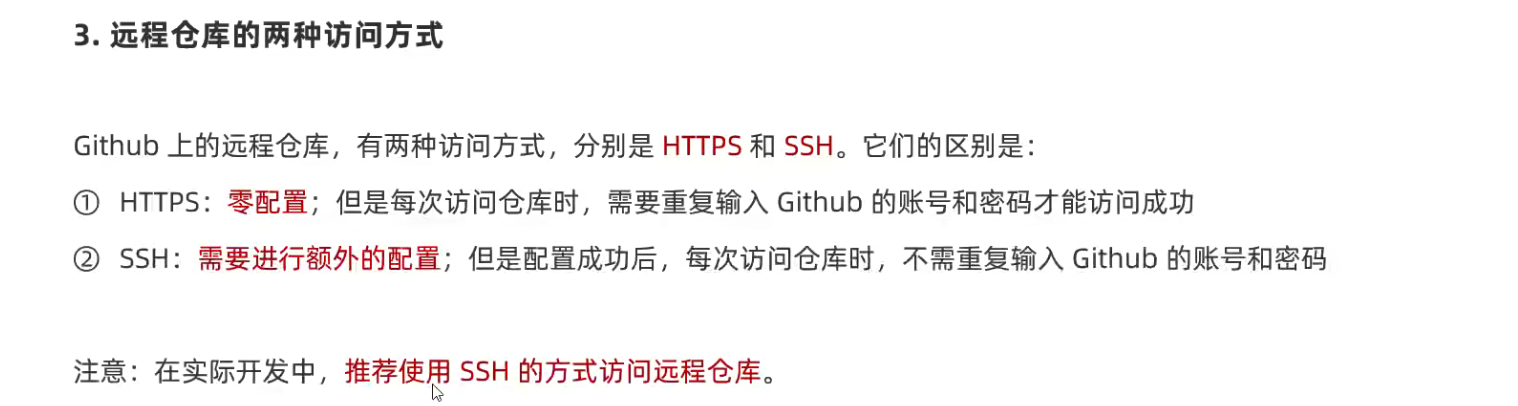 3. 远程仓库的两种访问方式
Github 上的远程仓库，有两种访问方式，分别是 HTTPS 和 SSH。它们的区别是：
① HTTPS：零配置；但是每次访问仓库时，需要重复输入 Github 的账号和密码才能访问成功
② SSH：需要进行额外的配置；但是配置成功后，每次访问仓库时，不需重复输入 Github 的账号和密码
注意：在实际开发中，推荐使用 SSH 的方式访问远程仓库。